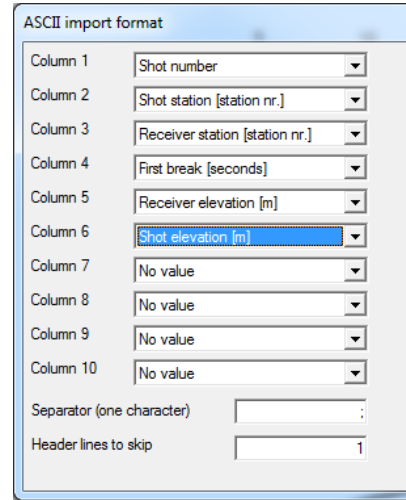 ASCII import format
Column 1 Shot number
Column 2 Shot station [station nr.]
Column 3 Receiver station [station nr.]
Column 4 First break [seconds]
Column 5 Receiver elevation [m]
Column 6 Shot elevation [m]
Column 7 No value
Column 8 No value
Column 9 No value
Column 10 No value
Separator (one character) ;
Header lines to skip 1